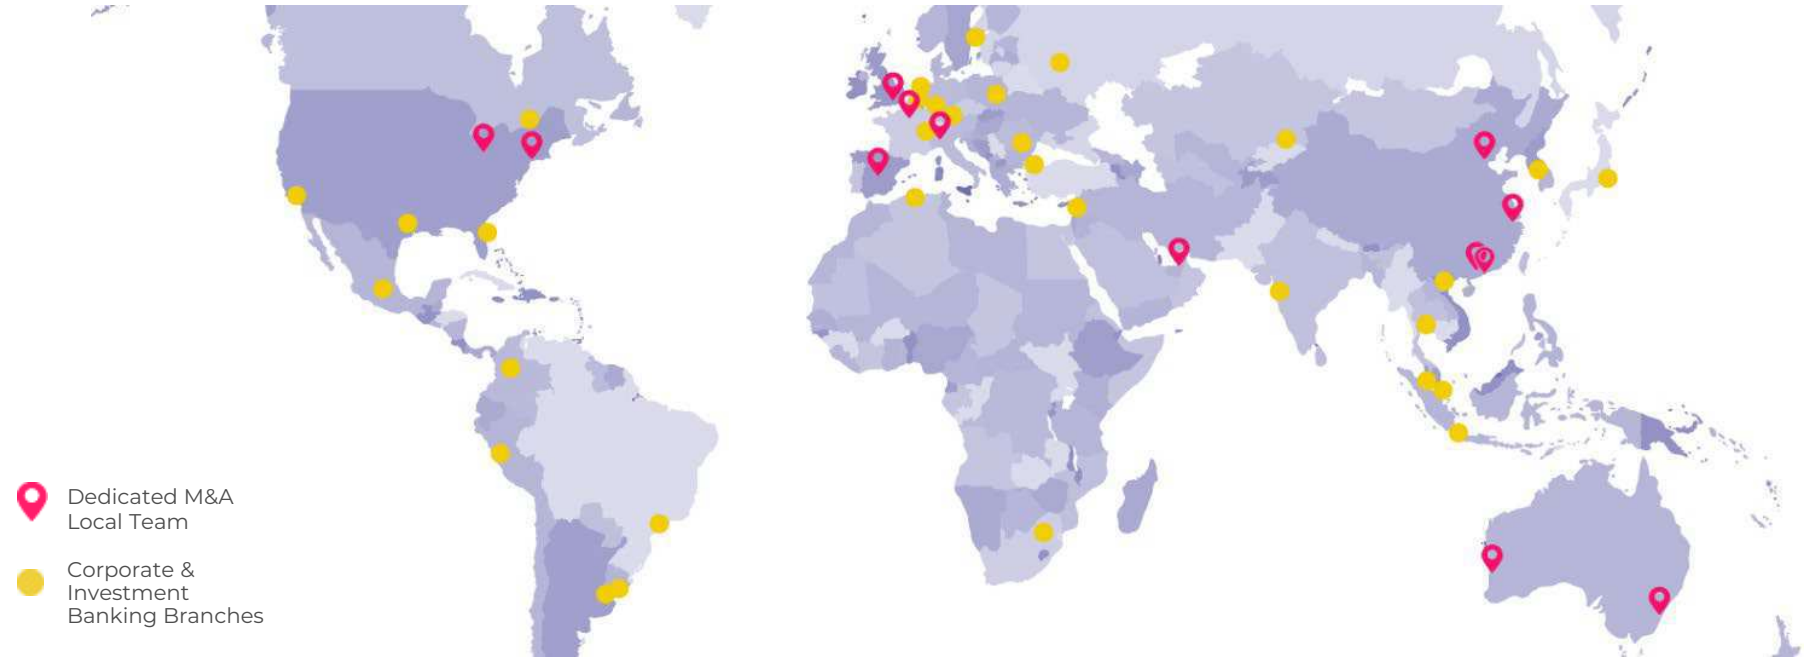 Dedicated M&A
Local Team
Corporate &
Investment
Banking Branches